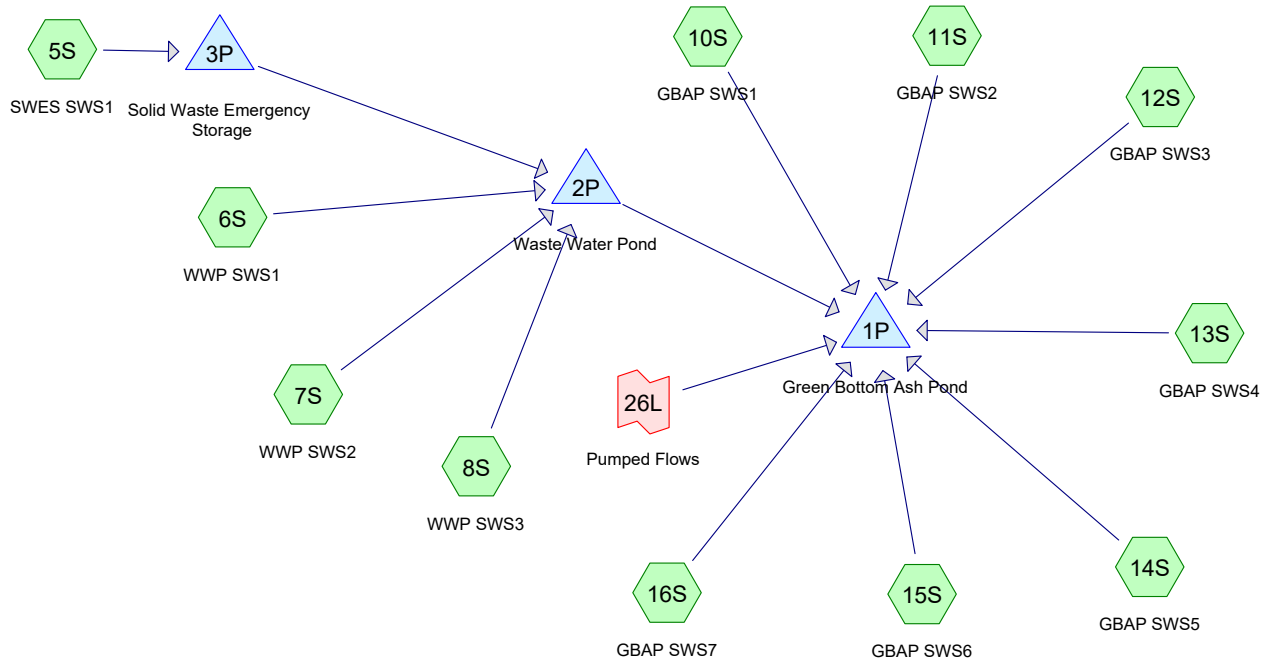 5S
SWES SWS1
3P
Solid Waste Emergency
Storage
10S
GBAP SWS1
11S
GBAP SWS2
12S
GBAP SWS3
6S
WWP SWS1
2P
Waste Water Pond
1P
Green Bottom Ash Pond
13S
GBAP SWS4
7S
WWP SWS2
26L
Pumped Flows
8S
WWP SWS3
16S
GBAP SWS7
15S
GBAP SWS6
14S
GBAP SWS5